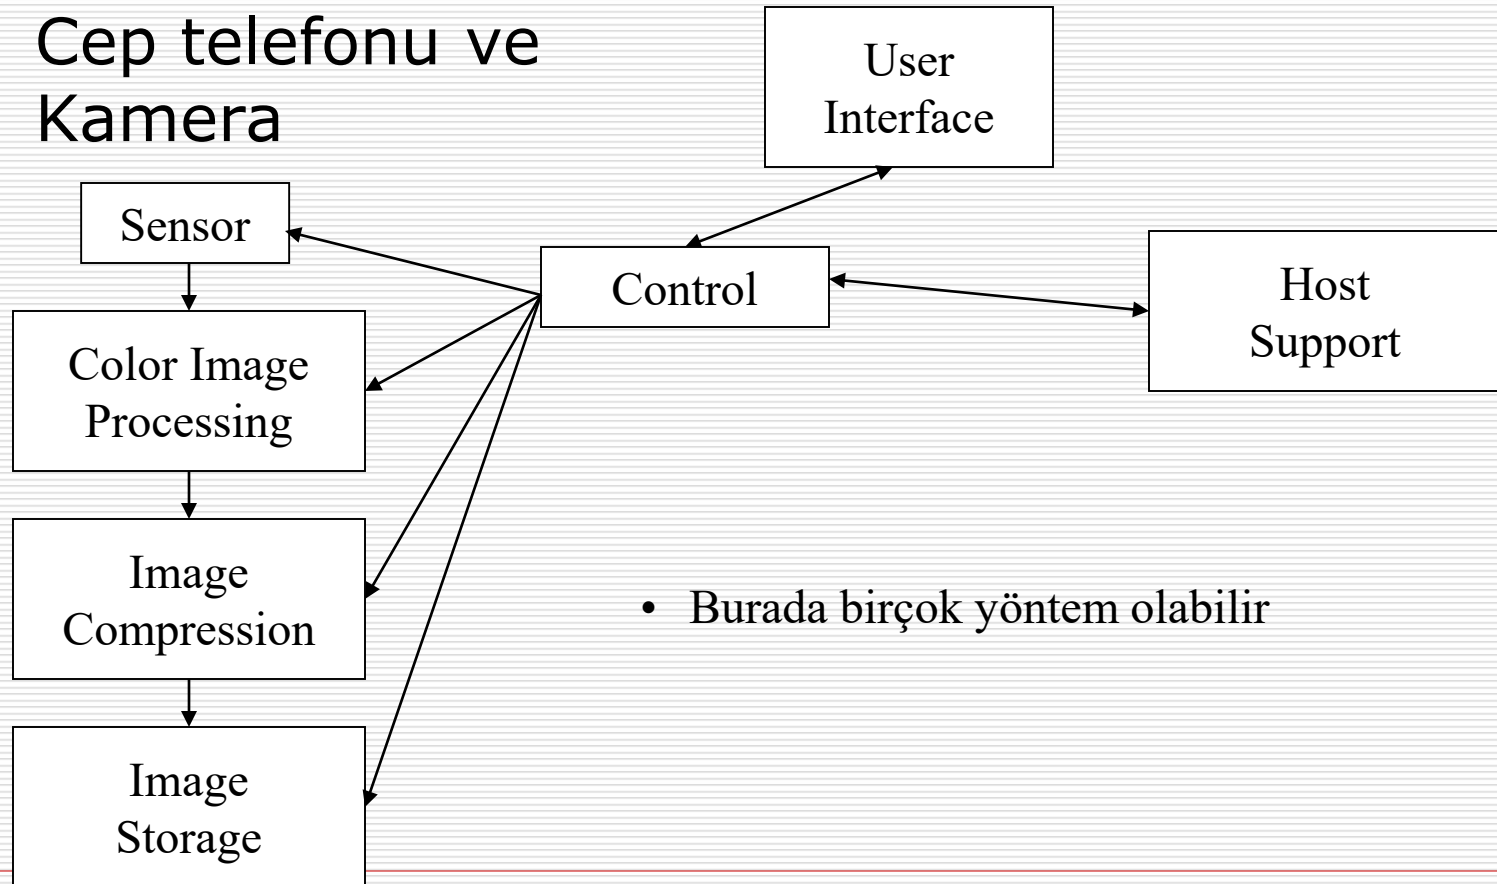 Cep telefonu ve
Kamera
User
Interface
Sensor
Control
Host
Support
Color Image
Processing
Image
Compression
• Burada birçok yöntem olabilir
Image
Storage